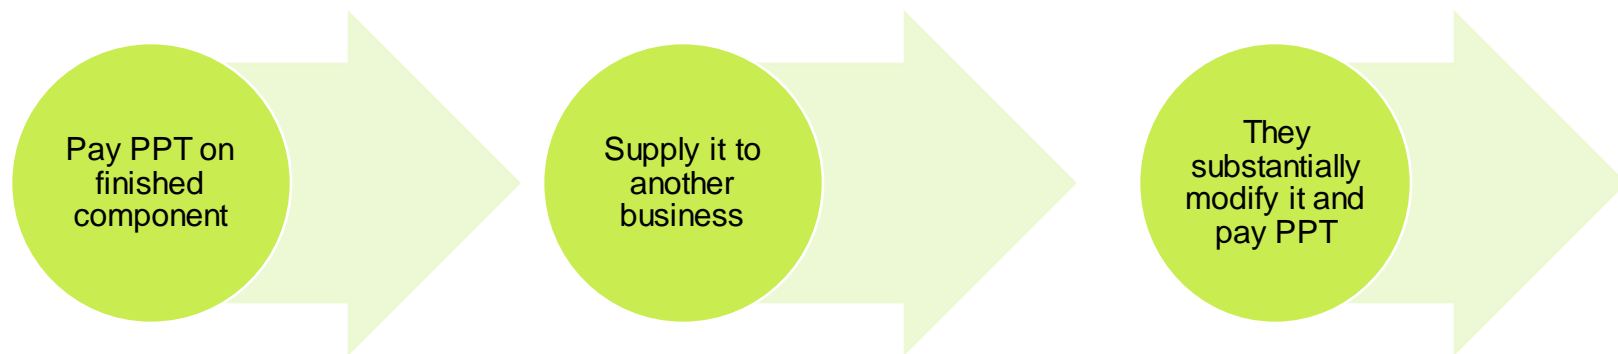 Pay PPT on
finished
component
Supply it to
another
business
They
substantially
modify it and
pay PPT